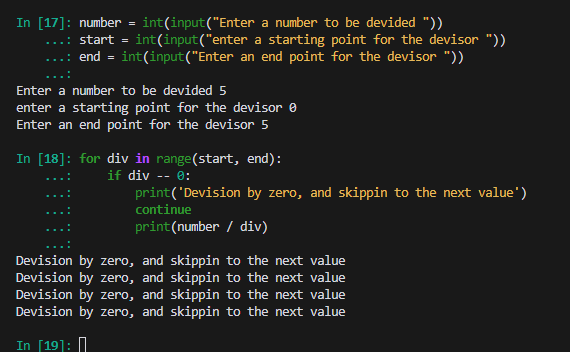 In [17]: number = int(input("Enter a number to be devided "))
    ...: start = int(input("enter a starting point for the devisor "))
    ...: end = int(input("Enter an end point for the devisor "))
    ...:
Enter a number to be devided 5
enter a starting point for the devisor 0
Enter an end point for the devisor 5
In [18]: for div in range(start, end):
    ...:     if div -- 0:
    ...:         print('Devision by zero, and skippin to the next value')
    ...:         continue
    ...:         print(number / div)
    ...:
Devision by zero, and skippin to the next value
Devision by zero, and skippin to the next value
Devision by zero, and skippin to the next value
Devision by zero, and skippin to the next value
In [19]: